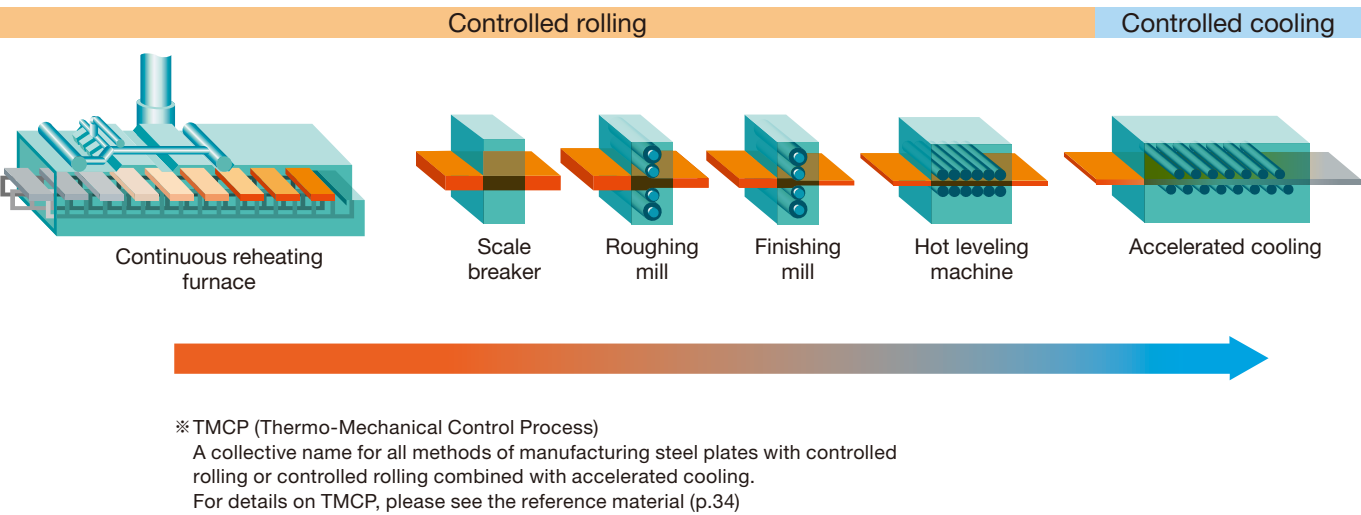 Controlled rolling
Controlled cooling
Continuous reheating
furnace
Scale
breaker
Roughing
mill
Finishing
mill
Hot leveling
machine
Accelerated cooling
※TMCP (Thermo-Mechanical Control Process)
A collective name for all methods of manufacturing steel plates with controlled
rolling or controlled rolling combined with accelerated cooling.
For details on TMCP, please see the reference material (p.34)